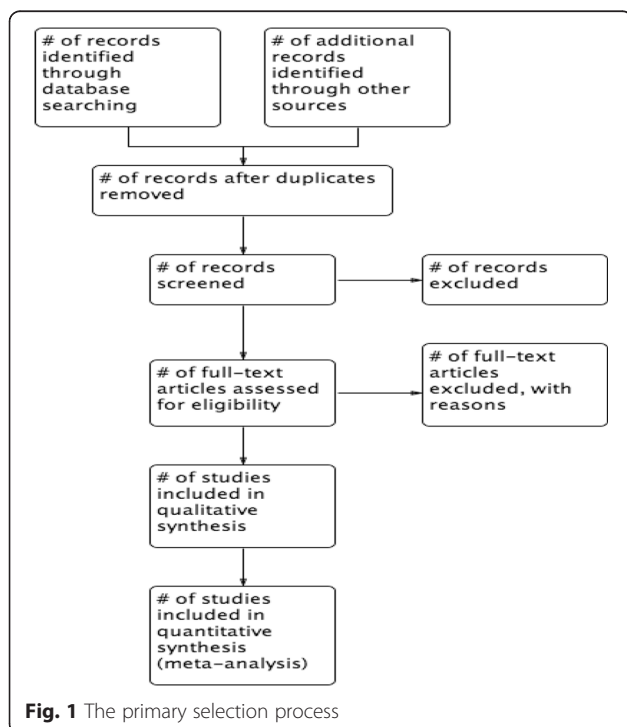 # of records
identified
through
database
searching
# of additional
records
identified
through other
sources
# of records after duplicates
removed
# of records
screened
# of records
excluded
# of full-text
articles assessed
for eligibility
# of full-text
articles
excluded, with
reasons
# of studies
included in
qualitative
synthesis
# of studies
included in
quantitative
synthesis
(meta-analysis)
Fig. 1 The primary selection process